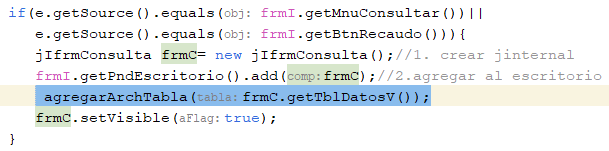 if(e.getSource().equals(obj: frmI.getMnuConsultar())||
e.getSource().equals(obj: frmI.getBtnRecaudo())){
jIfrmConsulta frmC= new jIfrmConsulta();//1. crear jinternal
frmI.getPndEscritorio().add(comp:frmC);//2.agregar al escritorio
agregarArchTabla(tabla: frmC.getTblDatosV());
frmC.setVisible(aFlag: true);
}